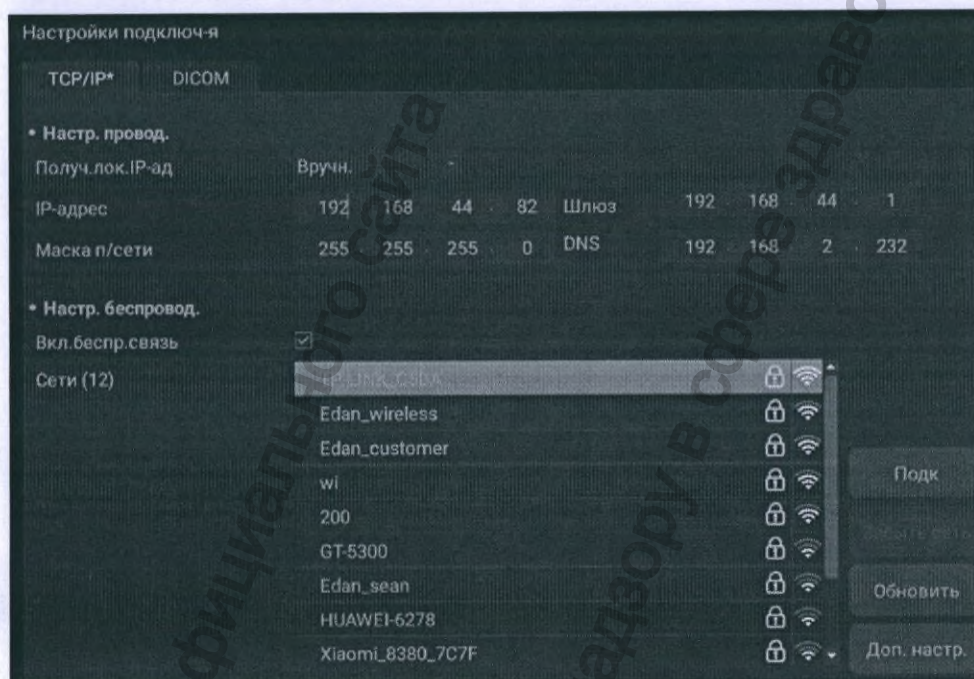 Настройки подключ-я
TCP/IP* DICOM
• Настр. провод.
Получ.лок.IP-ад Вручн.
IP-адрес 192 168 44 82 Шлюз 192 168 44 1
Маска п/сети 255 255 255 0 DNS 192 168 2 232
• Настр. беспровод.
Вкл.беспр.связь
Сети (12)
Edan_wireless
Edan_customer
wi Подк
200
GT-5300
Edan_sean Обновить
HUAWEI-6278
Xiaomi_8380_7C7F Доп. настр.